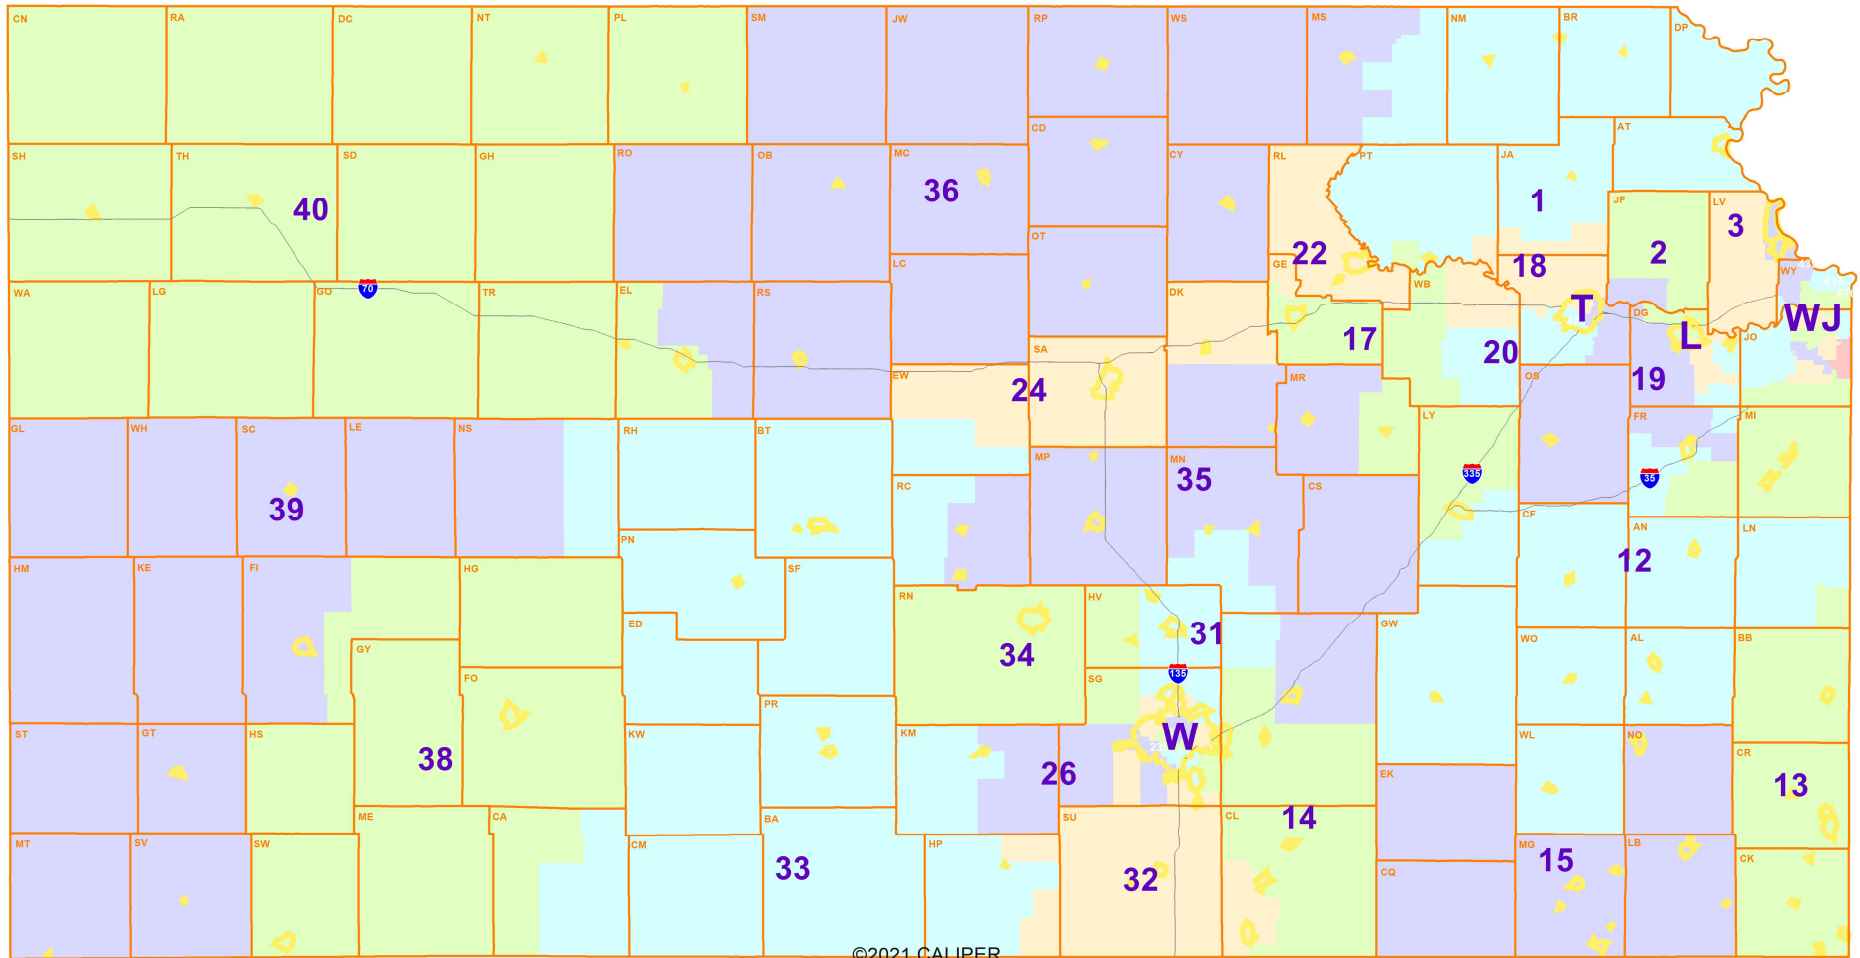 CN RA DC NT PL SM JW RP WS MS NM BR DP
CD AT
SH TH SD GH RO OB MC CY RL PT JA
40 36 1
JF LV
2 3
OT
22
LC GE 18 WY
WA LG GO 70 TR EL RS DK WB
T WJ
DG
17 L
SA JO
20
EW 24 MR OS 19
GL WH SC LE NS RH BT LY FR MI
MP MN
39 35 335 35
RC CS
CF AN LN
PN 12
HM KE FI HG SF
RN HV
ED GW
34 31 WO AL BB
GY
FO SG 135
PR
ST GT HS KW KM W WL NO
23
38 26 EK CR
13
ME CA BA SU CL 14
MT SV SW CM HP MG LB
33 32 15 CK
CQ
©2021 CALIPER